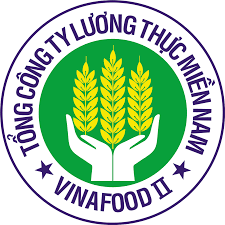 TỔNG CÔNG TY LƯƠNG THỰC MIỀN NAM
VINAFOOD II